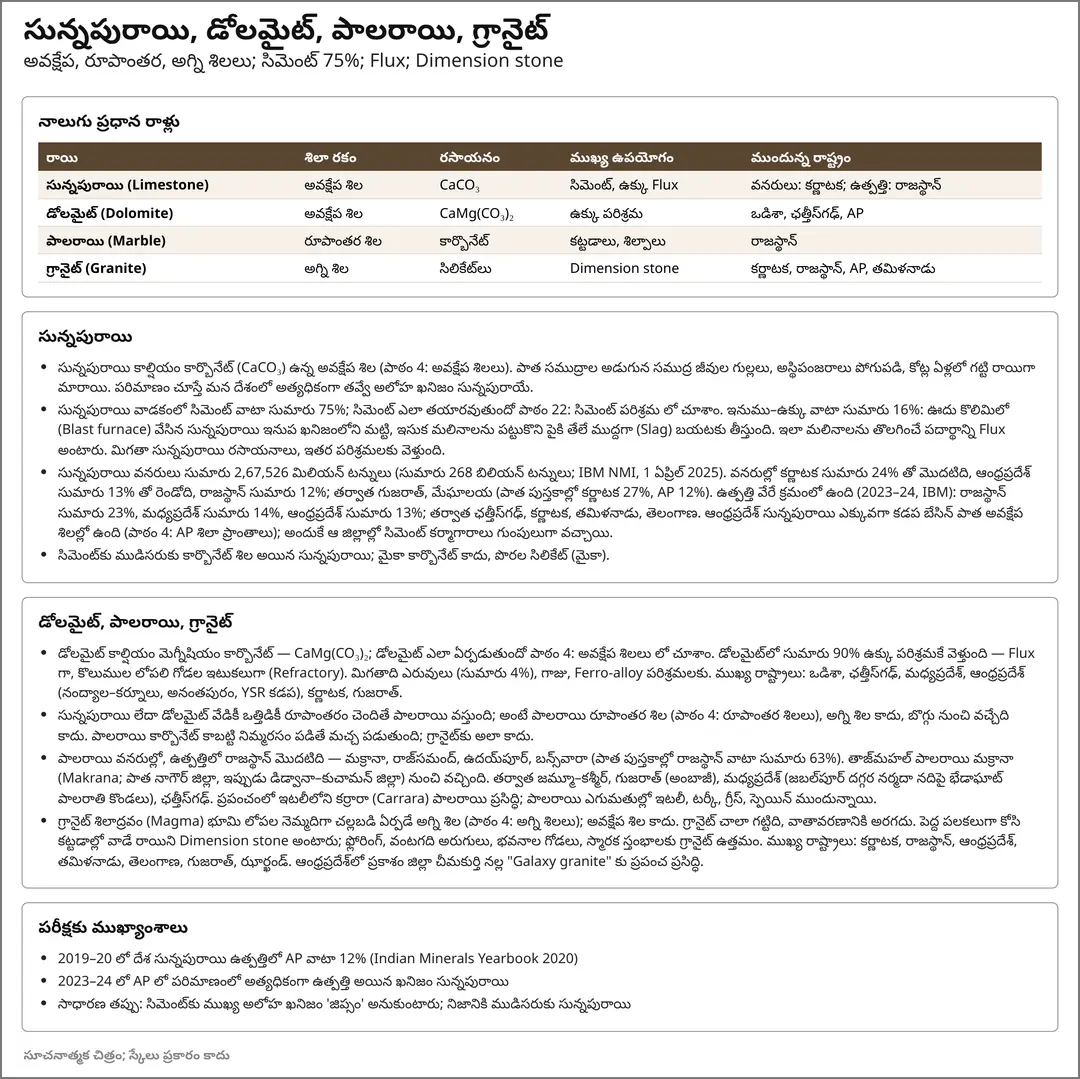 సున్నపురాయి, డోలమైట్, పాలరాయి, గ్రానైట్
అవక్షేప, రూపాంతర, అగ్ని శిలలు; సిమెంట్ 75%; Flux; Dimension stone
నాలుగు ప్రధాన రాళ్లు
రాయి శిలా రకం రసాయనం ముఖ్య ఉపయోగం ముందున్న రాష్ట్రం
సున్నపురాయి (Limestone) అవక్షేప శిల CaCO₃ సిమెంట్, ఉక్కు Flux వనరులు: కర్ణాటక; ఉత్పత్తి: రాజస్థాన్
డోలమైట్ (Dolomite) అవక్షేప శిల CaMg(CO₃)₂ ఉక్కు పరిశ్రమ ఒడిశా, ఛత్తీస్‌గఢ్, AP
పాలరాయి (Marble) రూపాంతర శిల కార్బొనేట్ కట్టడాలు, శిల్పాలు రాజస్థాన్
గ్రానైట్ (Granite) అగ్ని శిల సిలికేట్‌లు Dimension stone కర్ణాటక, రాజస్థాన్, AP, తమిళనాడు
సున్నపురాయి
• సున్నపురాయి కాల్షియం కార్బొనేట్ (CaCO₃) ఉన్న అవక్షేప శిల (పాఠం 4: అవక్షేప శిలలు). పాత సముద్రాల అడుగున సముద్ర జీవుల గుల్లలు, అస్థిపంజరాలు పోగుపడి, కోట్ల ఏళ్లలో గట్టి రాయిగా
మారాయి. పరిమాణం చూస్తే మన దేశంలో అత్యధికంగా తవ్వే అలోహ ఖనిజం సున్నపురాయే.
• సున్నపురాయి వాడకంలో సిమెంట్ వాటా సుమారు 75%; సిమెంట్ ఎలా తయారవుతుందో పాఠం 22: సిమెంట్ పరిశ్రమ లో చూశాం. ఇనుము–ఉక్కు వాటా సుమారు 16%: ఊదు కొలిమిలో
(Blast furnace) వేసిన సున్నపురాయి ఇనుప ఖనిజంలోని మట్టి, ఇసుక మలినాలను పట్టుకొని పైకి తేలే ముద్దగా (Slag) బయటకు తీస్తుంది. ఇలా మలినాలను తొలగించే పదార్థాన్ని Flux
అంటారు. మిగతా సున్నపురాయి రసాయనాలు, ఇతర పరిశ్రమలకు వెళ్తుంది.
• సున్నపురాయి వనరులు సుమారు 2,67,526 మిలియన్ టన్నులు (సుమారు 268 బిలియన్ టన్నులు; IBM NMI, 1 ఏప్రిల్ 2025). వనరుల్లో కర్ణాటక సుమారు 24% తో మొదటిది, ఆంధ్రప్రదేశ్
సుమారు 13% తో రెండోది, రాజస్థాన్ సుమారు 12%; తర్వాత గుజరాత్, మేఘాలయ (పాత పుస్తకాల్లో కర్ణాటక 27%, AP 12%). ఉత్పత్తి వేరే క్రమంలో ఉంది (2023–24, IBM): రాజస్థాన్
సుమారు 23%, మధ్యప్రదేశ్ సుమారు 14%, ఆంధ్రప్రదేశ్ సుమారు 13%; తర్వాత ఛత్తీస్‌గఢ్, కర్ణాటక, తమిళనాడు, తెలంగాణ. ఆంధ్రప్రదేశ్ సున్నపురాయి ఎక్కువగా కడప బేసిన్ పాత అవక్షేప
శిలల్లో ఉంది (పాఠం 4: AP శిలా ప్రాంతాలు); అందుకే ఆ జిల్లాల్లో సిమెంట్ కర్మాగారాలు గుంపులుగా వచ్చాయి.
• సిమెంట్‌కు ముడిసరుకు కార్బొనేట్ శిల అయిన సున్నపురాయి; మైకా కార్బొనేట్ కాదు, పొరల సిలికేట్ (మైకా).
డోలమైట్, పాలరాయి, గ్రానైట్
• డోలమైట్ కాల్షియం మెగ్నీషియం కార్బొనేట్ — CaMg(CO₃)₂; డోలమైట్ ఎలా ఏర్పడుతుందో పాఠం 4: అవక్షేప శిలలు లో చూశాం. డోలమైట్‌లో సుమారు 90% ఉక్కు పరిశ్రమకే వెళ్తుంది — Flux
గా, కొలుముల లోపలి గోడల ఇటుకలుగా (Refractory). మిగతాది ఎరువులు (సుమారు 4%), గాజు, Ferro-alloy పరిశ్రమలకు. ముఖ్య రాష్ట్రాలు: ఒడిశా, ఛత్తీస్‌గఢ్, మధ్యప్రదేశ్, ఆంధ్రప్రదేశ్
(నంద్యాల–కర్నూలు, అనంతపురం, YSR కడప), కర్ణాటక, గుజరాత్.
• సున్నపురాయి లేదా డోలమైట్ వేడికీ ఒత్తిడికీ రూపాంతరం చెందితే పాలరాయి వస్తుంది; అంటే పాలరాయి రూపాంతర శిల (పాఠం 4: రూపాంతర శిలలు), అగ్ని శిల కాదు, బొగ్గు నుంచి వచ్చేది
కాదు. పాలరాయి కార్బొనేట్ కాబట్టి నిమ్మరసం పడితే మచ్చ పడుతుంది; గ్రానైట్‌కు అలా కాదు.
• పాలరాయి వనరుల్లో, ఉత్పత్తిలో రాజస్థాన్ మొదటిది — మక్రానా, రాజ్‌సమంద్, ఉదయ్‌పూర్, బన్స్‌వారా (పాత పుస్తకాల్లో రాజస్థాన్ వాటా సుమారు 63%). తాజ్‌మహల్ పాలరాయి మక్రానా
(Makrana; పాత నాగౌర్ జిల్లా, ఇప్పుడు డిడ్వానా–కుచామన్ జిల్లా) నుంచి వచ్చింది. తర్వాత జమ్మూ–కశ్మీర్, గుజరాత్ (అంబాజీ), మధ్యప్రదేశ్ (జబల్‌పూర్ దగ్గర నర్మదా నదిపై భేడాఘాట్
పాలరాతి కొండలు), ఛత్తీస్‌గఢ్. ప్రపంచంలో ఇటలీలోని కర్రారా (Carrara) పాలరాయి ప్రసిద్ధి; పాలరాయి ఎగుమతుల్లో ఇటలీ, టర్కీ, గ్రీస్, స్పెయిన్ ముందున్నాయి.
• గ్రానైట్ శిలాద్రవం (Magma) భూమి లోపల నెమ్మదిగా చల్లబడి ఏర్పడే అగ్ని శిల (పాఠం 4: అగ్ని శిలలు); అవక్షేప శిల కాదు. గ్రానైట్ చాలా గట్టిది, వాతావరణానికి అరగదు. పెద్ద పలకలుగా కోసి
కట్టడాల్లో వాడే రాయిని Dimension stone అంటారు; ఫ్లోరింగ్, వంటగది అరుగులు, భవనాల గోడలు, స్మారక స్తంభాలకు గ్రానైట్ ఉత్తమం. ముఖ్య రాష్ట్రాలు: కర్ణాటక, రాజస్థాన్, ఆంధ్రప్రదేశ్,
తమిళనాడు, తెలంగాణ, గుజరాత్, ఝార్ఖండ్. ఆంధ్రప్రదేశ్‌లో ప్రకాశం జిల్లా చీమకుర్తి నల్ల "Galaxy granite" కు ప్రపంచ ప్రసిద్ధి.
పరీక్షకు ముఖ్యాంశాలు
• 2019–20 లో దేశ సున్నపురాయి ఉత్పత్తిలో AP వాటా 12% (Indian Minerals Yearbook 2020)
• 2023–24 లో AP లో పరిమాణంలో అత్యధికంగా ఉత్పత్తి అయిన ఖనిజం సున్నపురాయి
• సాధారణ తప్పు: సిమెంట్‌కు ముఖ్య అలోహ ఖనిజం 'జిప్సం' అనుకుంటారు; నిజానికి ముడిసరుకు సున్నపురాయి
సూచనాత్మక చిత్రం; స్కేలు ప్రకారం కాదు